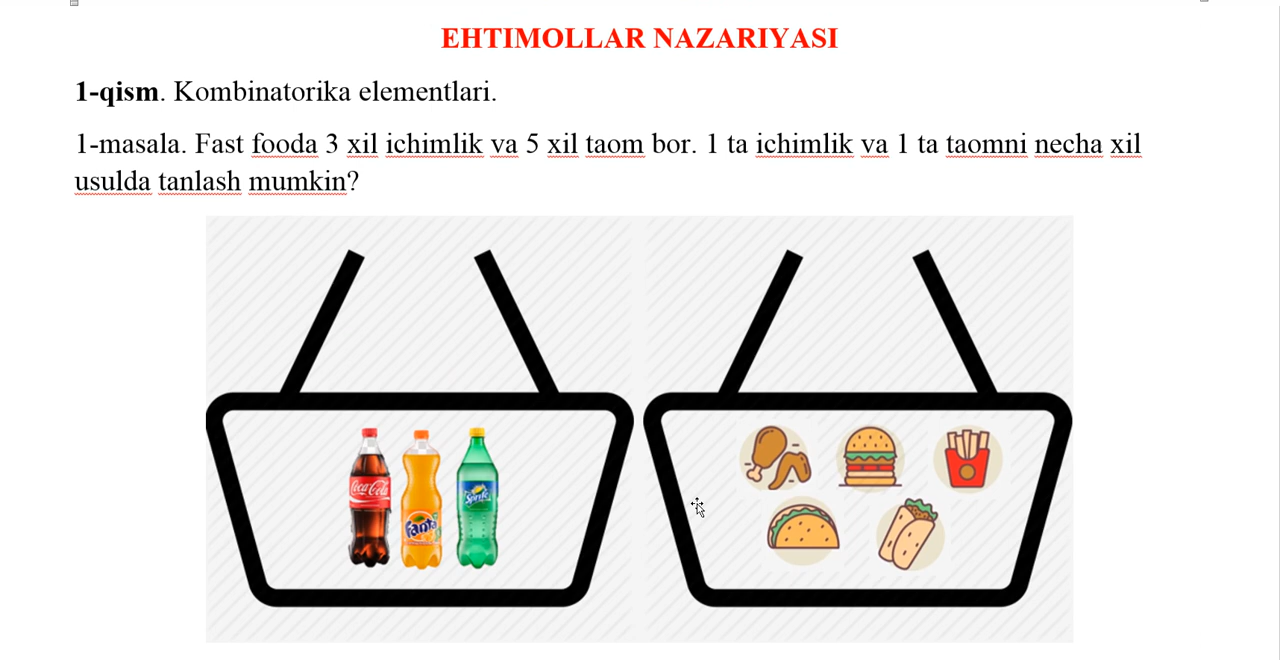 EHTIMOLLAR NAZARIYASI
1-qism. Kombinatorika elementlari.
1-masala. Fast fooda 3 xil ichimlik va 5 xil taom bor. 1 ta ichimlik va 1 ta taomni necha xil
usulda tanlash mumkin?
Coca-Cola
Fanta
Sprite